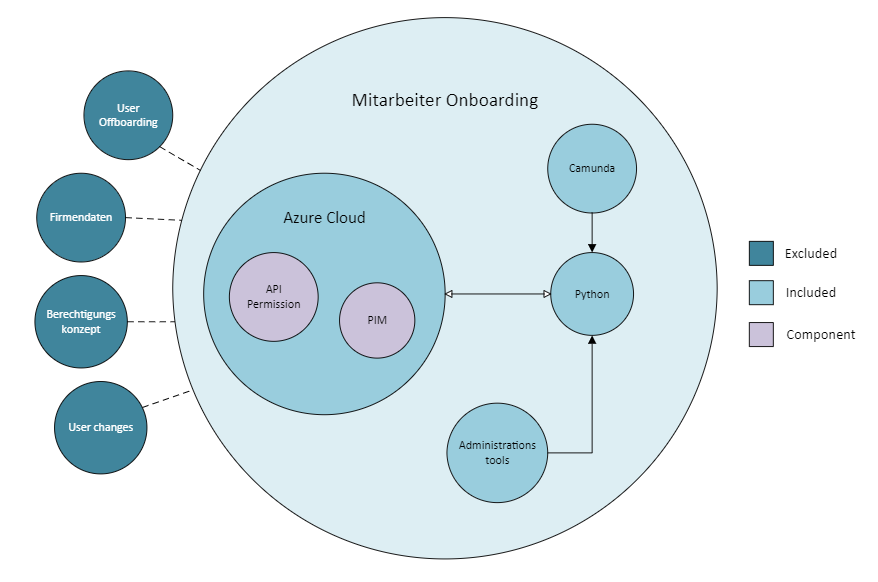 Mitarbeiter Onboarding
User
Offboarding
Firmendaten
Berechtigungs
konzept
User changes
Azure Cloud
API
Permission
PIM
Camunda
Python
Administrations
tools
Excluded
Included
Component